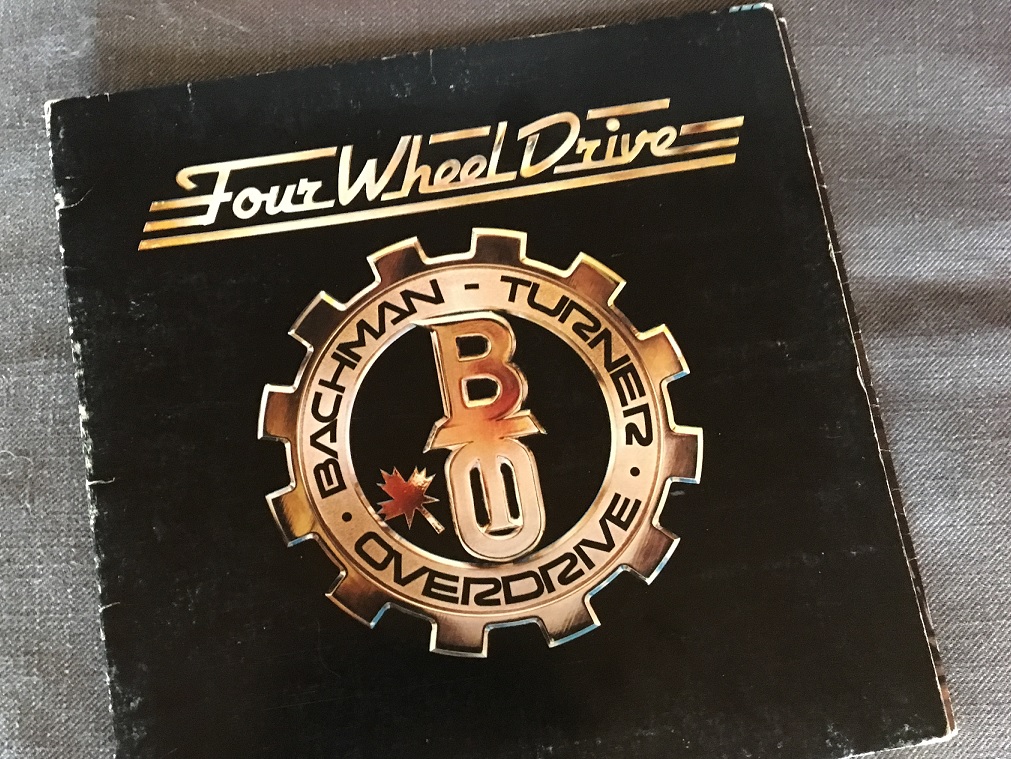 Four Wheel Drive
BACHMAN - TURNER
BTO
· OVERDRIVE ·